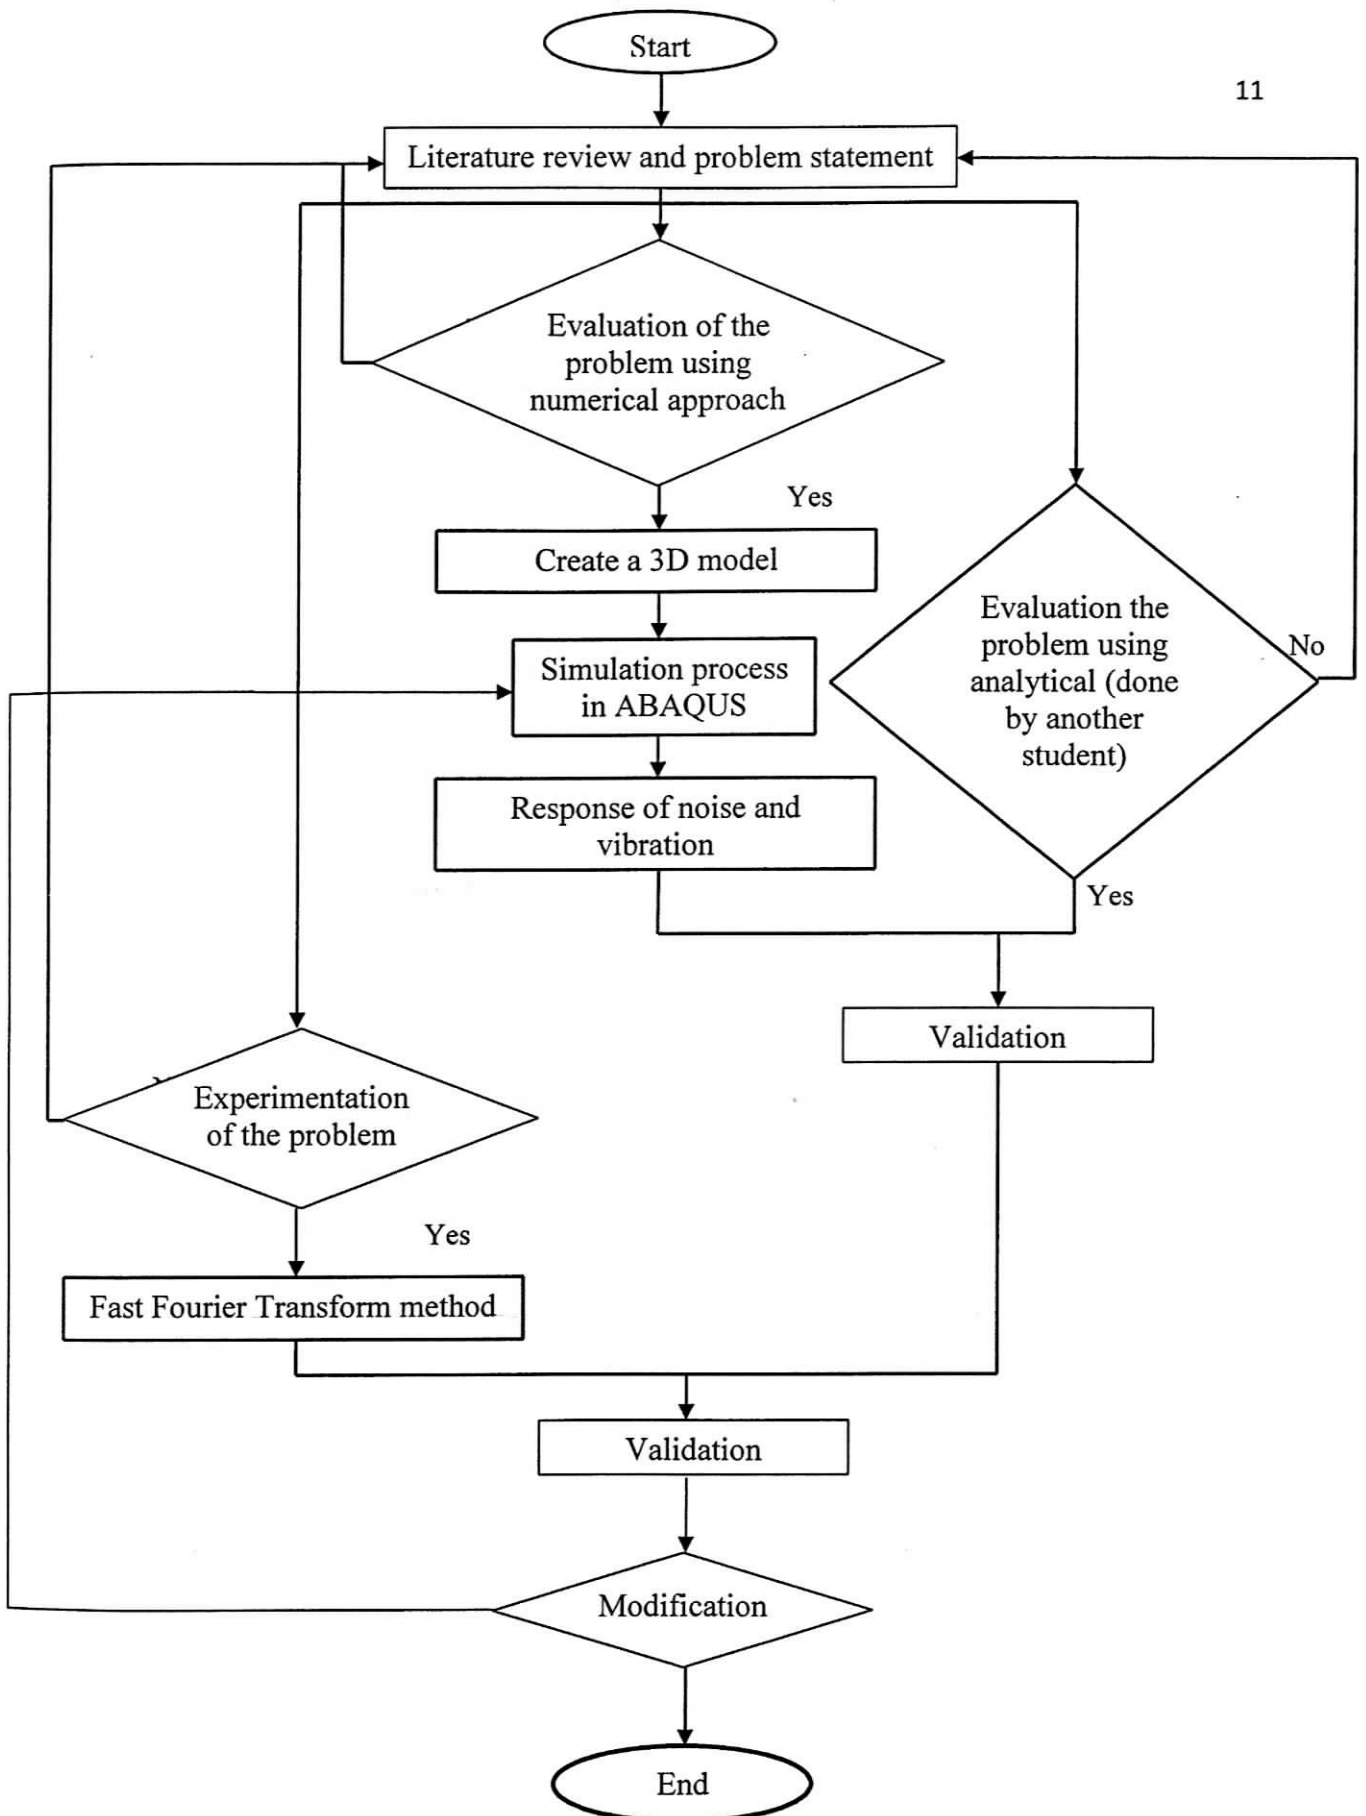 Start
11
Literature review and problem statement
Evaluation of the
problem using
numerical approach
Yes
Create a 3D model
Evaluation the
problem using
analytical (done
by another
student)
No
Simulation process
in ABAQUS
Response of noise and
vibration
Yes
Validation
Experimentation
of the problem
Yes
Fast Fourier Transform method
Validation
Modification
End